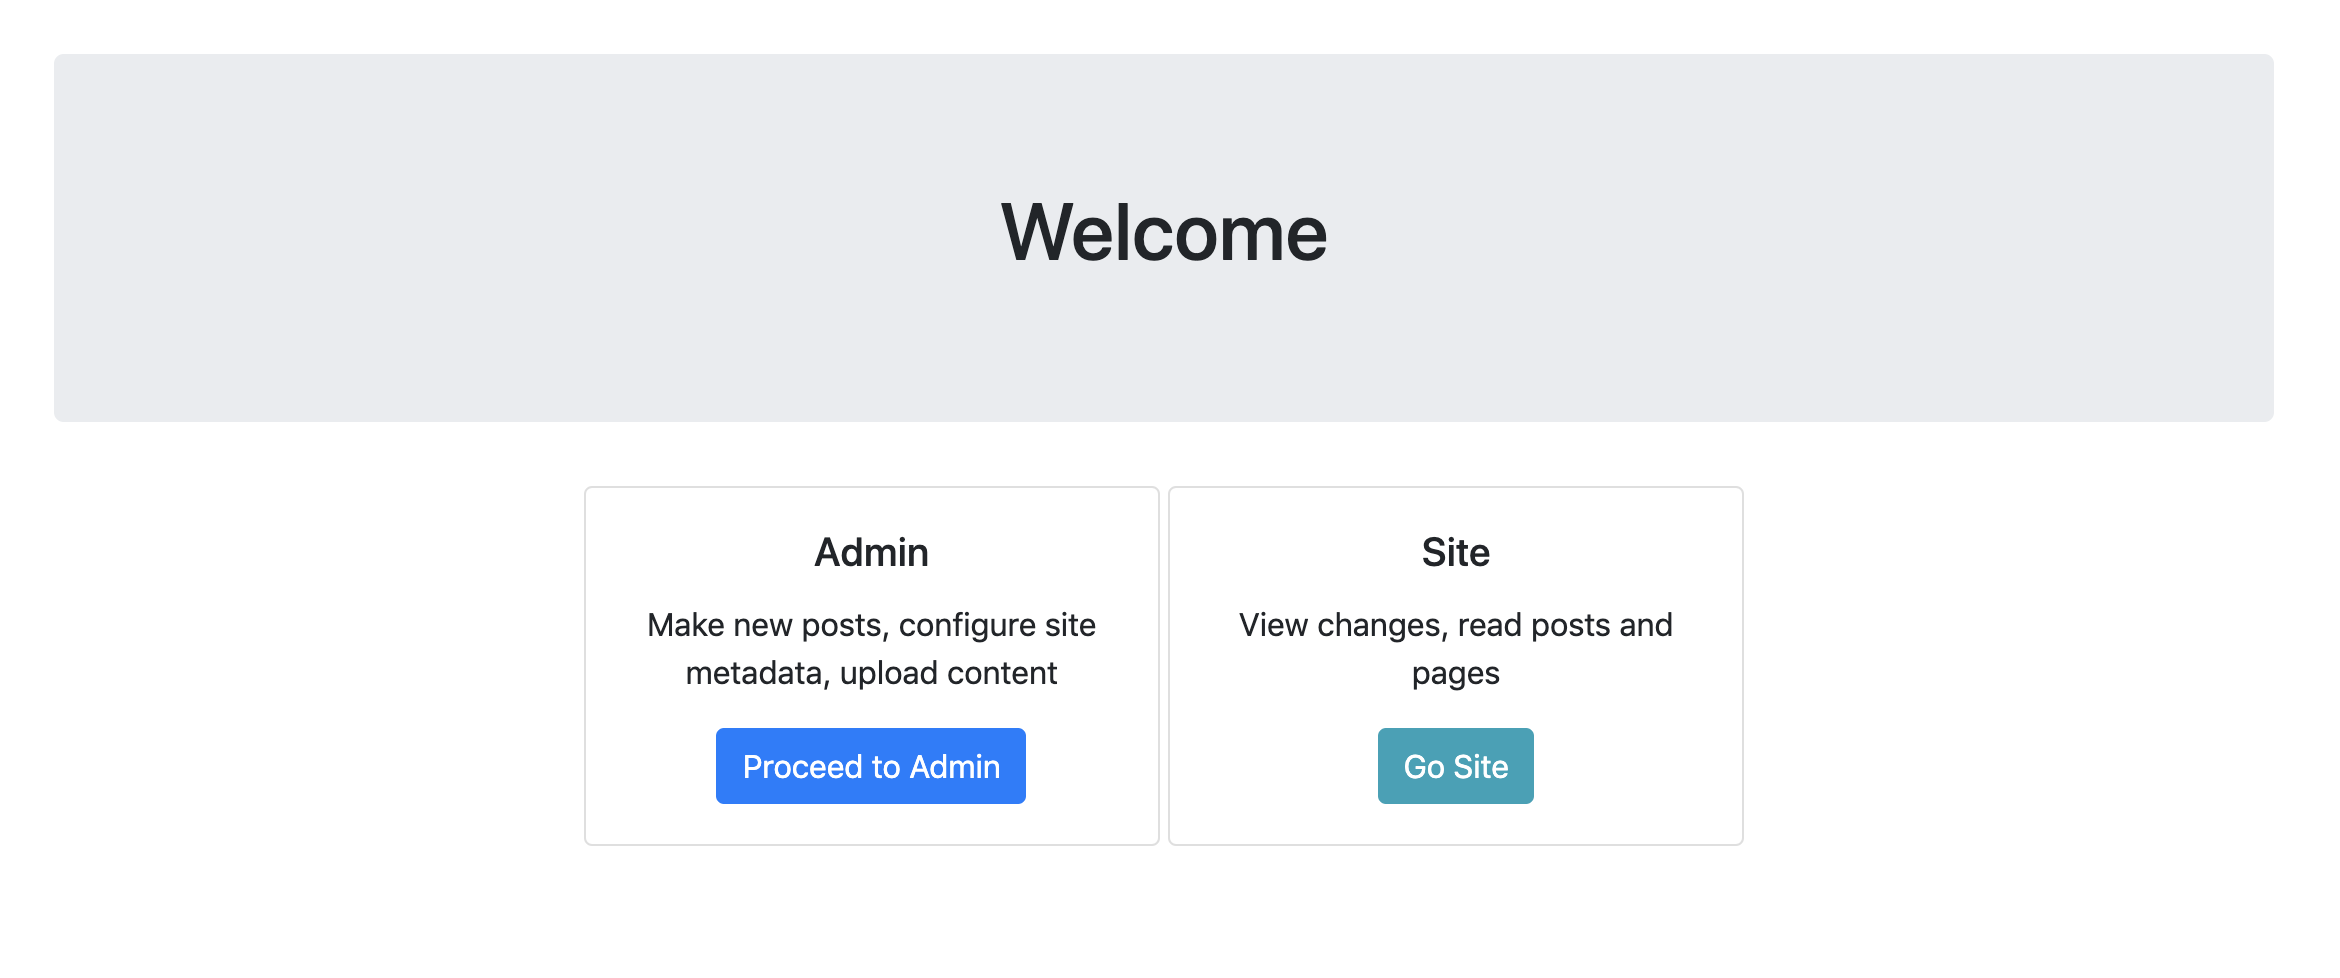 Welcome
Admin
Make new posts, configure site
metadata, upload content
Proceed to Admin
Site
View changes, read posts and
pages
Go Site